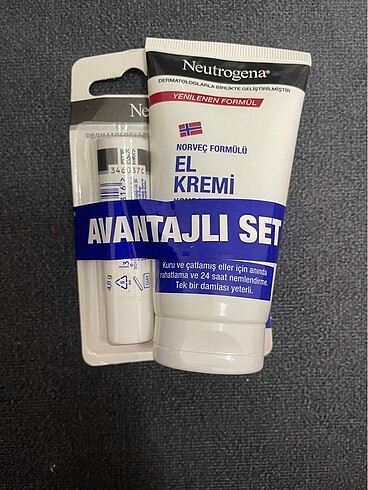 Neutrogena®
DERMATOLOGLARLA BİRLİKTE GELİŞTİRİLMİŞTİR
YENİLENEN FORMÜL
NORVEÇ FORMÜLÜ
EL
KREMİ
AVANTAJLI SET
Kuru ve çatlamış eller için anında
rahatlama ve 24 saat nemlendirme.
Tek bir damlası yeterli.
Ne
4,8 g